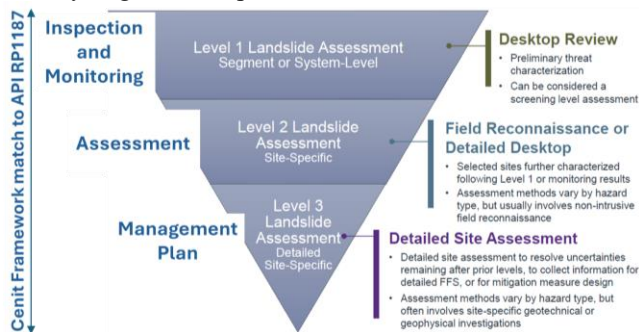 Cenit Framework match to API RP1187
Inspection
and
Monitoring
Level 1 Landslide Assessment
Segment or System-Level
Desktop Review
• Preliminary threat
characterization
• Can be considered a
screening level assessment
Assessment
Level 2 Landslide
Assessment
Site-Specific
Field Reconnaissance or
Detailed Desktop
• Selected sites further characterized
following Level 1 or monitoring results
• Assessment methods vary by hazard
type, but usually involves non-intrusive
field reconnaissance
Management
Plan
Level 3
Landslide
Assessment
Detailed
Site-Specific
Detailed Site Assessment
• Detailed site assessment to resolve uncertainties
remaining after prior levels, to collect information for
detailed FFS, or for mitigation measure design
• Assessment methods vary by hazard type, but
often involves site-specific geotechnical or
geophysical investigations